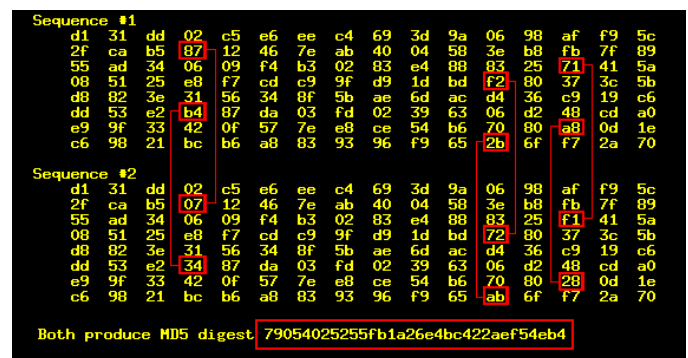 Sequence #1
d1 31 dd 02 c5 e6 ee c4 69 3d 9a 06 98 af f9 5c
2f ca b5 87 12 46 7e ab 40 04 58 3e b8 fb 7f 89
55 ad 34 06 09 f4 b3 02 83 e4 88 83 25 71 41 5a
08 51 25 e8 f7 cd c9 9f d9 1d bd f2 80 37 3c 5b
d8 82 3e 31 56 34 8f 5b ae 6d ac d4 36 c9 19 c6
dd 53 e2 b4 87 da 03 fd 02 39 63 06 d2 48 cd a0
e9 9f 33 42 0f 57 7e e8 ce 54 b6 70 80 a8 0d 1e
c6 98 21 bc b6 a8 83 93 96 f9 65 2b 6f f7 2a 70
Sequence #2
d1 31 dd 02 c5 e6 ee c4 69 3d 9a 06 98 af f9 5c
2f ca b5 07 12 46 7e ab 40 04 58 3e b8 fb 7f 89
55 ad 34 06 09 f4 b3 02 83 e4 88 83 25 f1 41 5a
08 51 25 e8 f7 cd c9 9f d9 1d bd 72 80 37 3c 5b
d8 82 3e 31 56 34 8f 5b ae 6d ac d4 36 c9 19 c6
dd 53 e2 34 87 da 03 fd 02 39 63 06 d2 48 cd a0
e9 9f 33 42 0f 57 7e e8 ce 54 b6 70 80 28 0d 1e
c6 98 21 bc b6 a8 83 93 96 f9 65 ab 6f f7 2a 70
Both produce MD5 digest 79054025255fb1a26e4bc422aef54eb4